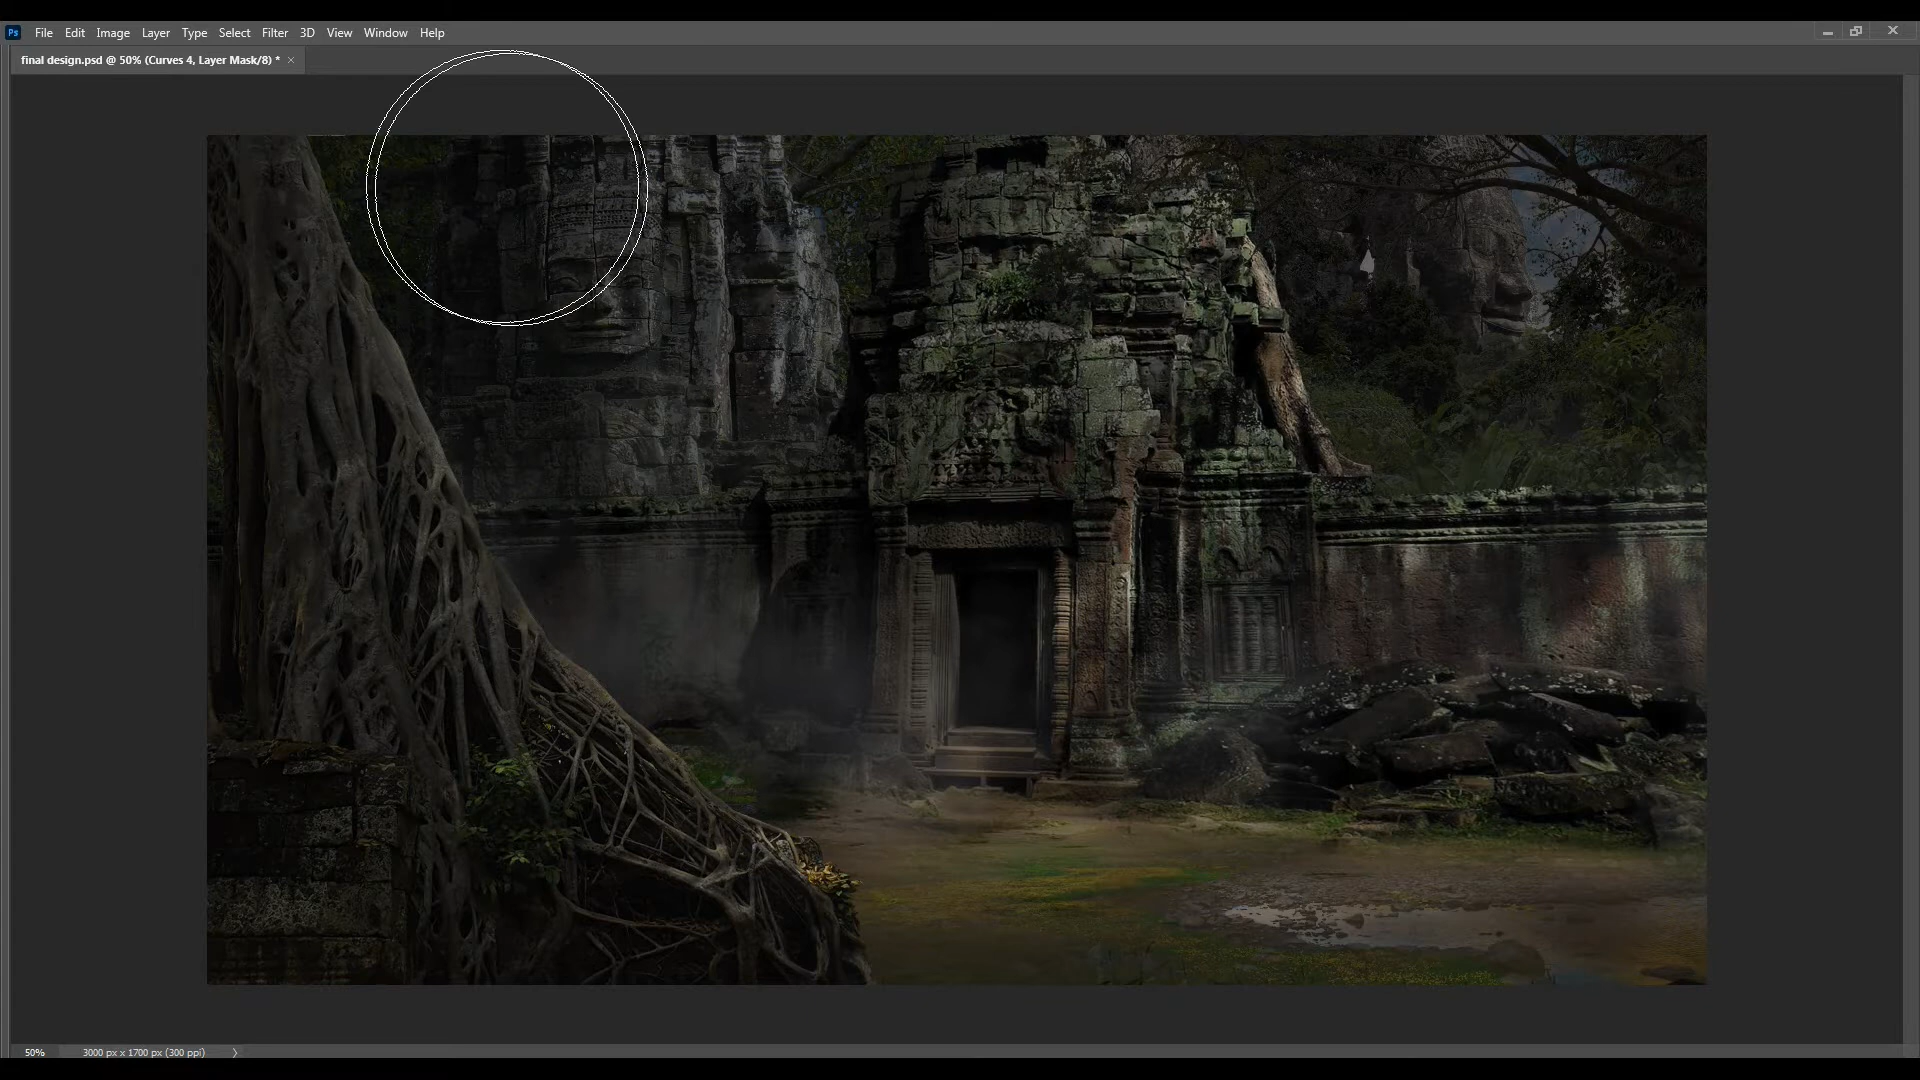 Ps File Edit Image Layer Type Select Filter 3D View Window Help
final design.psd @ 50% (Curves 4, Layer Mask/8) * ×
50% 3000 px x 1700 px (300 ppi)